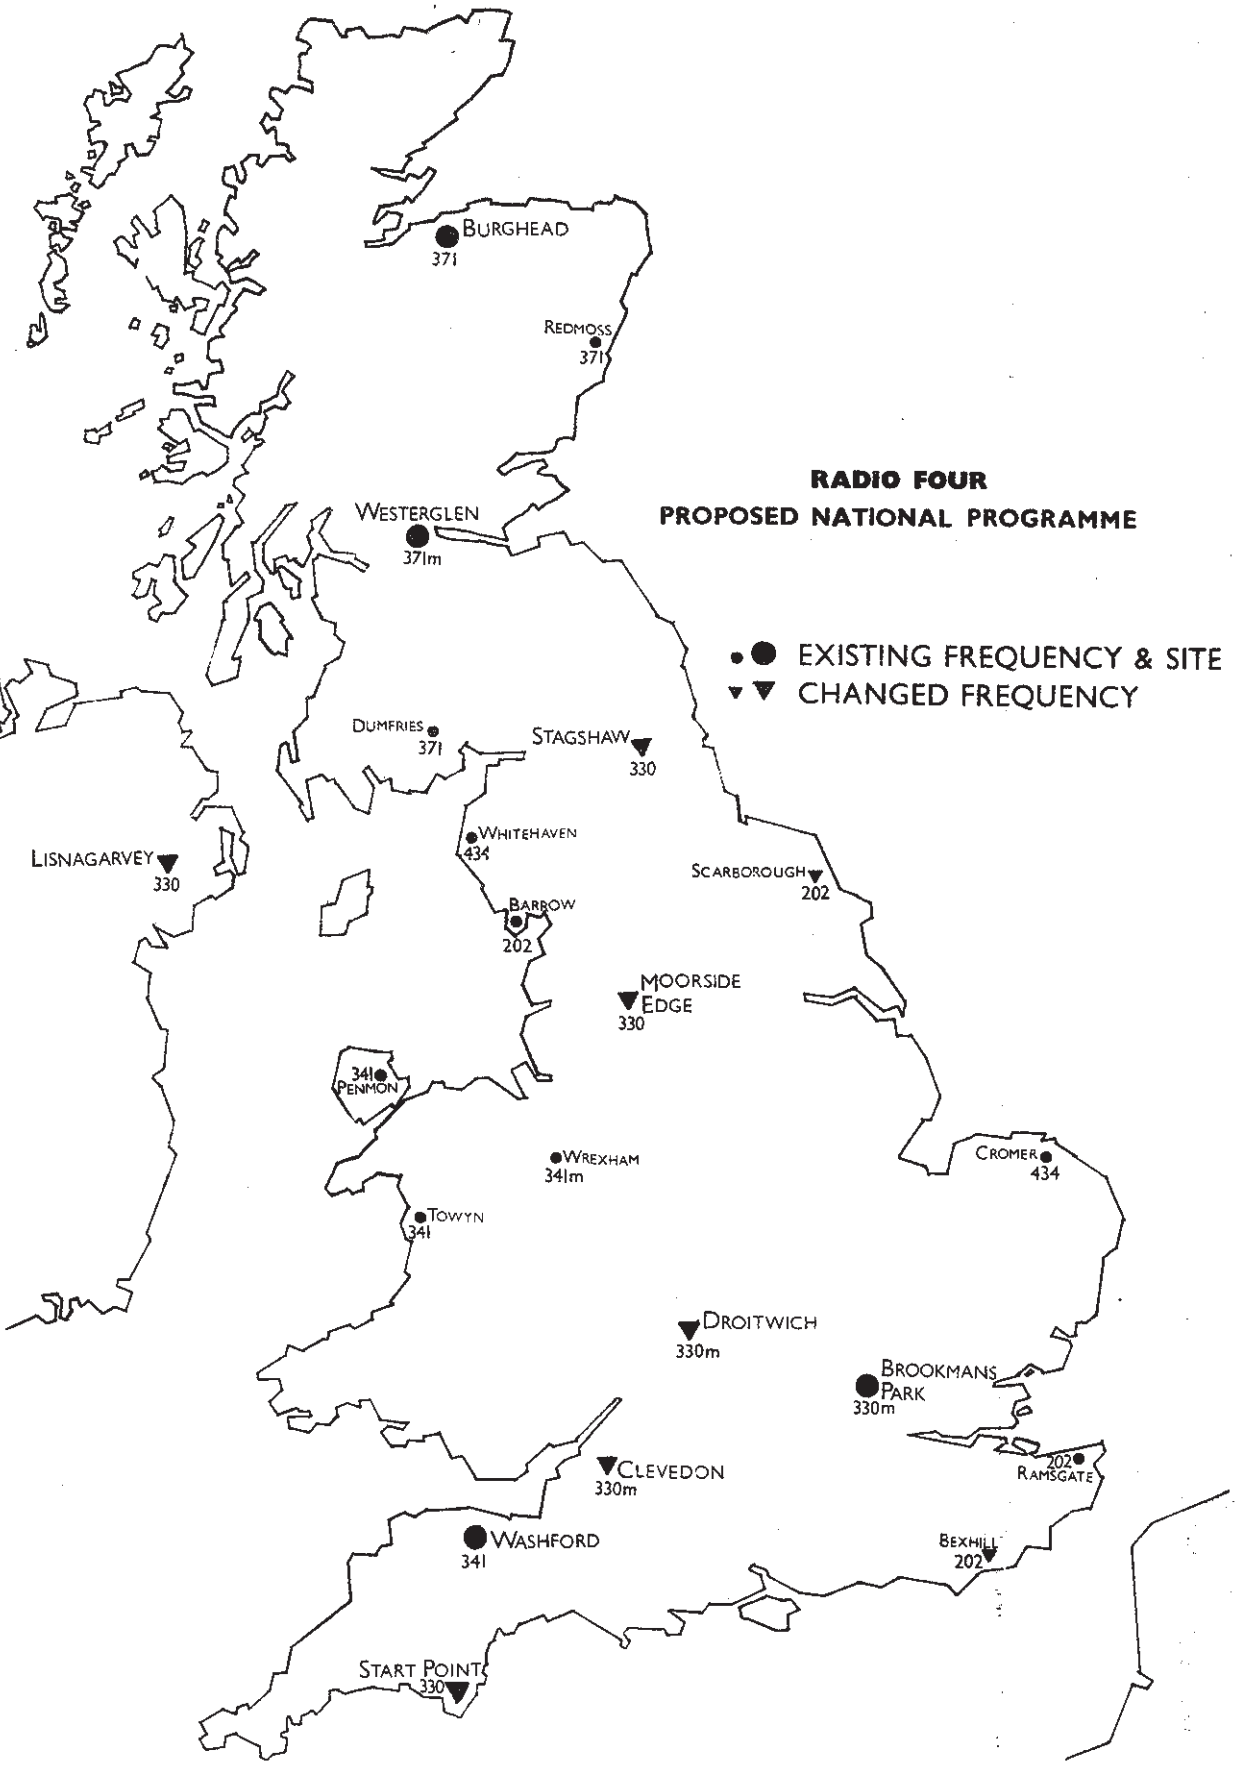 BURGHEAD
371
REDMOSS
371
RADIO FOUR
PROPOSED NATIONAL PROGRAMME
WESTERGLEN
371m
EXISTING FREQUENCY & SITE
CHANGED FREQUENCY
DUMFRIES
371
STAGSHAW
330
WHITEHAVEN
434
LISNAGARVEY
330
SCARBOROUGH
202
BARROW
202
MOORSIDE
EDGE
330
341
PENMON
CROMER
434
WREXHAM
341m
TOWYN
341
DROITWICH
330m
BROOKMANS
PARK
330m
CLEVEDON
330m
202
RAMSGATE
WASHFORD
341
BEXHILL
202
START POINT
330